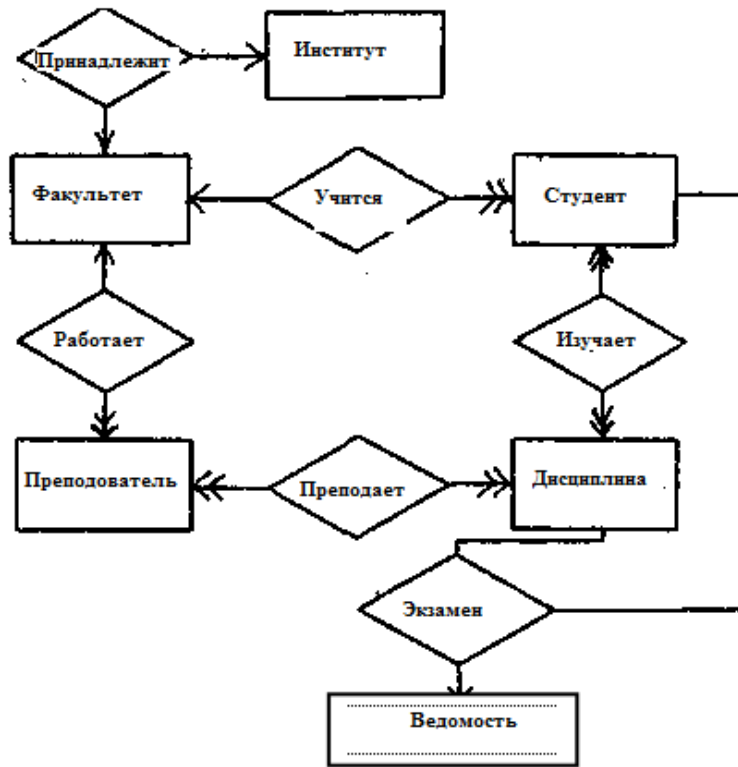 Принадлежит
Институт
Факультет
Учится
Студент
Работает
Изучает
Преподователь
Преподает
Дисциплина
Экзамен
Ведомость